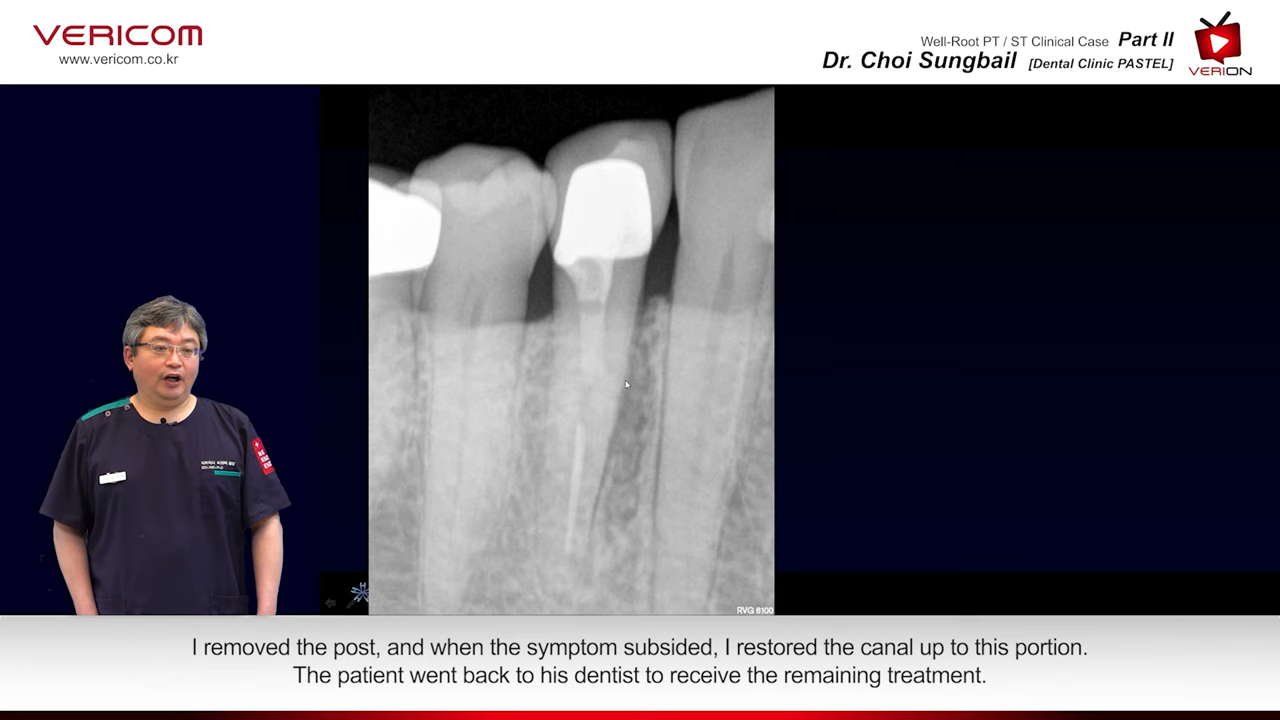 VERICOM
www.vericom.co.kr
Well-Root PT / ST Clinical Case Part II
Dr. Choi Sungbail [Dental Clinic PASTEL]
VERION
RVG 6100
I removed the post, and when the symptom subsided, I restored the canal up to this portion.
The patient went back to his dentist to receive the remaining treatment.